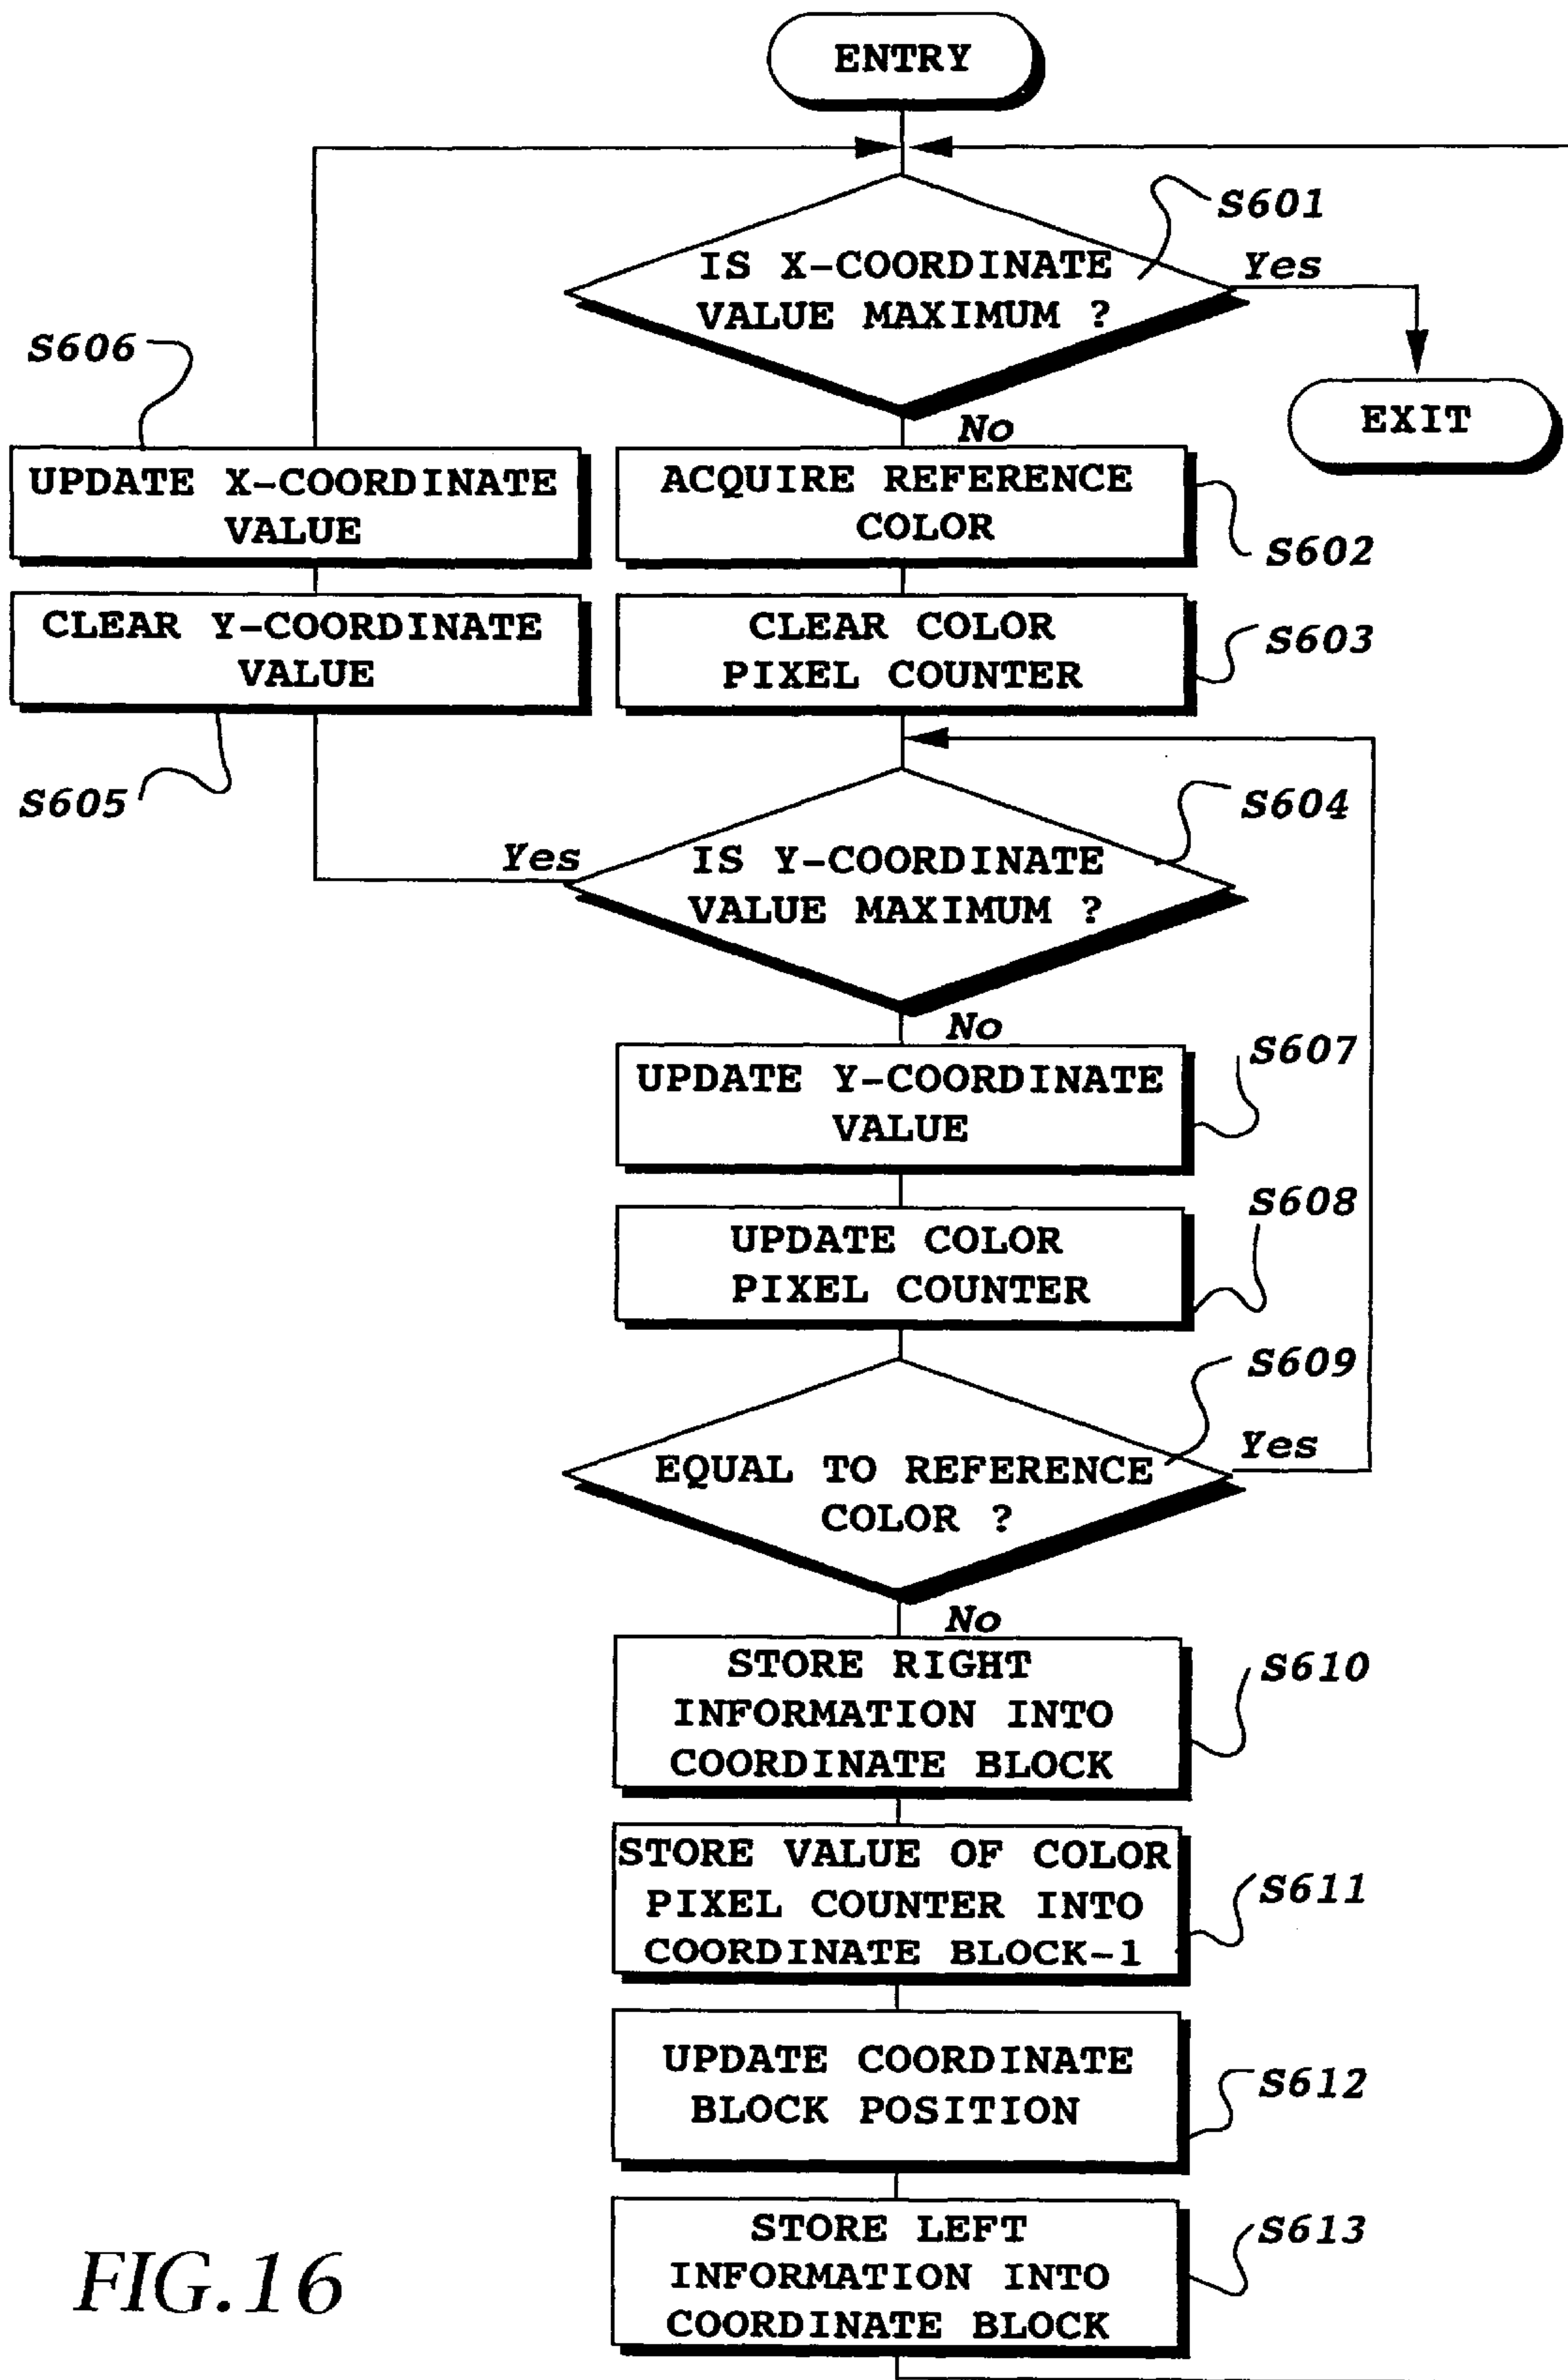 ENTRY
S601
IS X-COORDINATE
VALUE MAXIMUM ?
Yes
EXIT
No
S606
UPDATE X-COORDINATE
VALUE
ACQUIRE REFERENCE
COLOR
S602
CLEAR Y-COORDINATE
VALUE
CLEAR COLOR
PIXEL COUNTER
S603
S605
S604
Yes
IS Y-COORDINATE
VALUE MAXIMUM ?
No
UPDATE Y-COORDINATE
VALUE
S607
UPDATE COLOR
PIXEL COUNTER
S608
S609
EQUAL TO REFERENCE
COLOR ?
Yes
No
STORE RIGHT
INFORMATION INTO
COORDINATE BLOCK
S610
STORE VALUE OF COLOR
PIXEL COUNTER INTO
COORDINATE BLOCK-1
S611
UPDATE COORDINATE
BLOCK POSITION
S612
STORE LEFT
INFORMATION INTO
COORDINATE BLOCK
S613
FIG.16